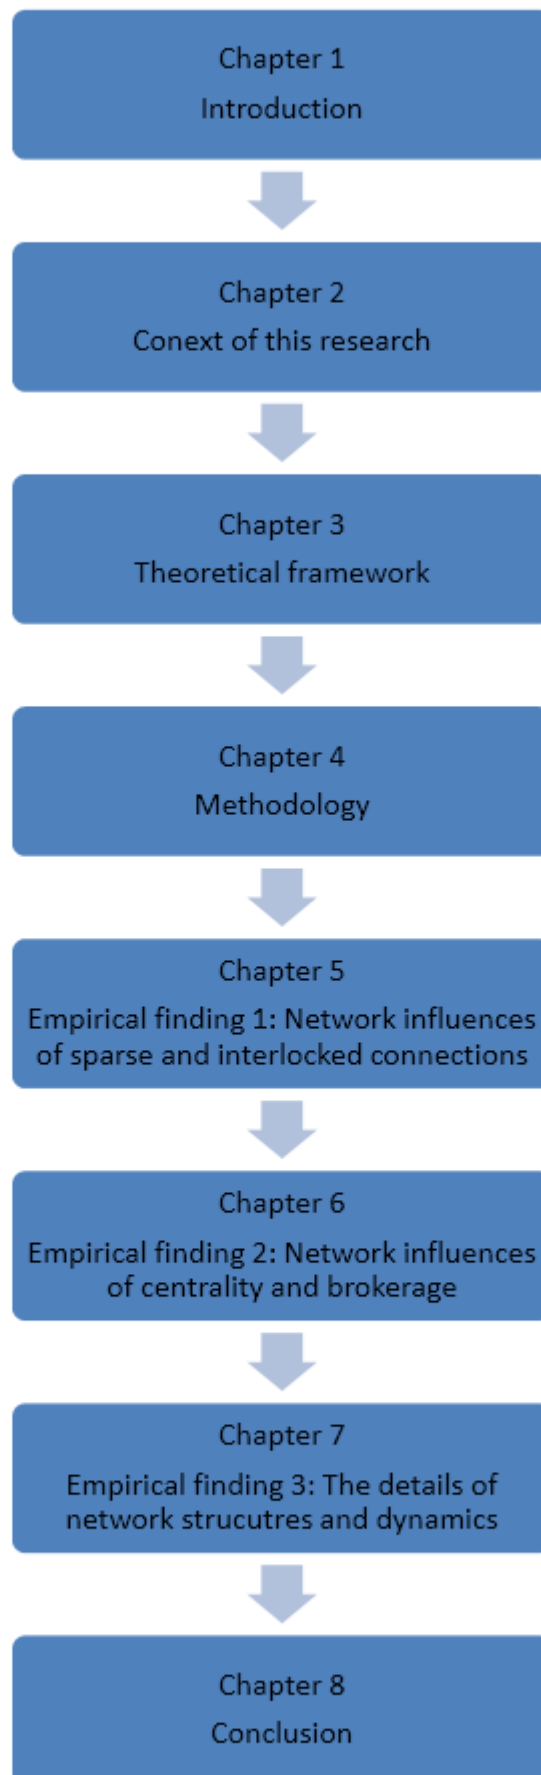 Chapter 1
Introduction
Chapter 2
Conext of this research
Chapter 3
Theoretical framework
Chapter 4
Methodology
Chapter 5
Empirical finding 1: Network influences
of sparse and interlocked connections
Chapter 6
Empirical finding 2: Network influences
of centrality and brokerage
Chapter 7
Empirical finding 3: The details of
network strucutres and dynamics
Chapter 8
Conclusion